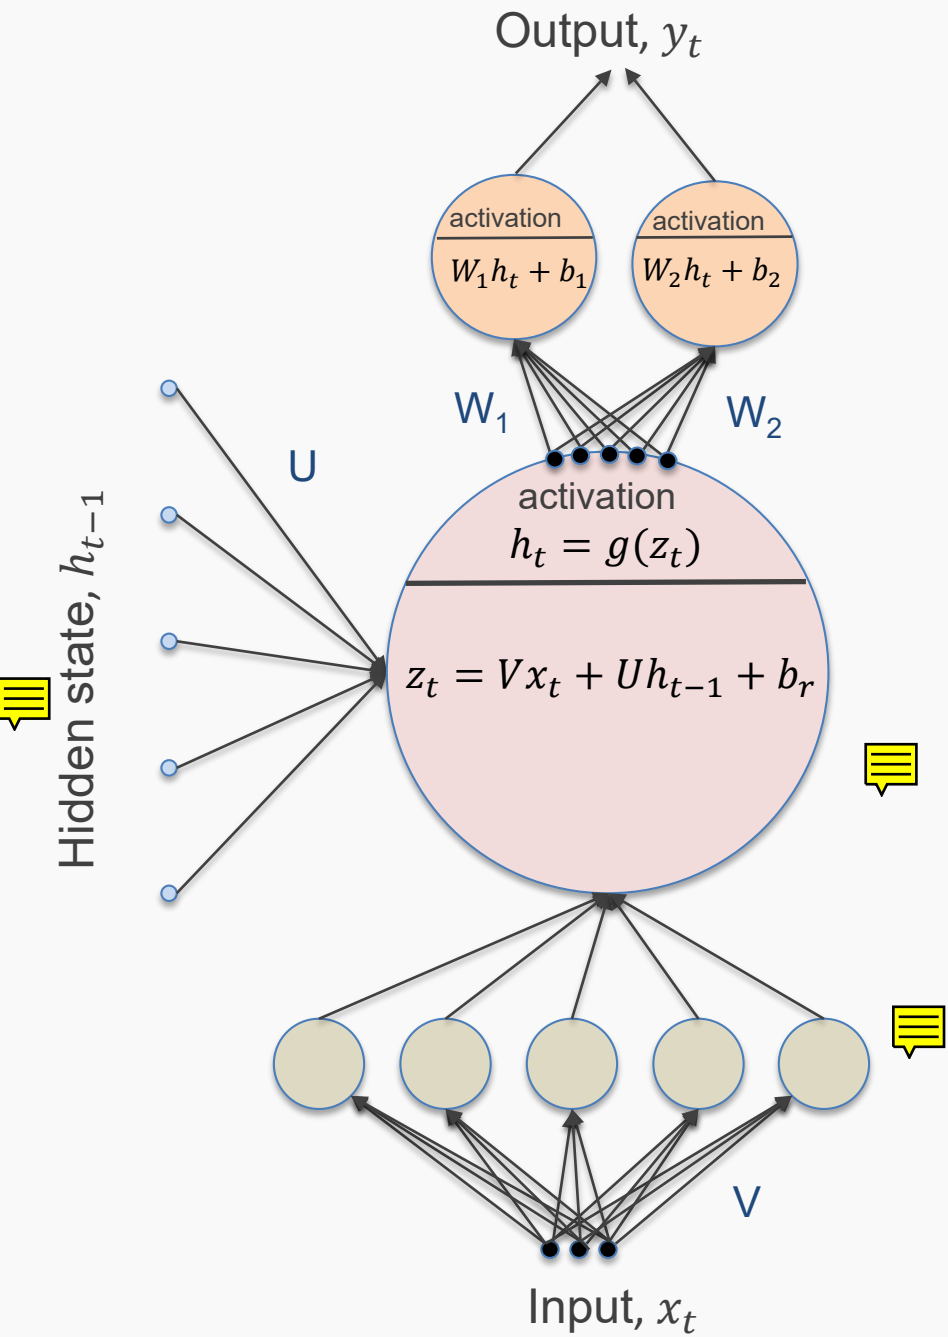 Output, yₜ
activation
W₁hₜ + b₁
activation
W₂hₜ + b₂
W₁
W₂
U
Hidden state, hₜ₋₁
activation
hₜ = g(zₜ)
zₜ = Vxₜ + Uhₜ₋₁ + bᵣ
V
Input, xₜ